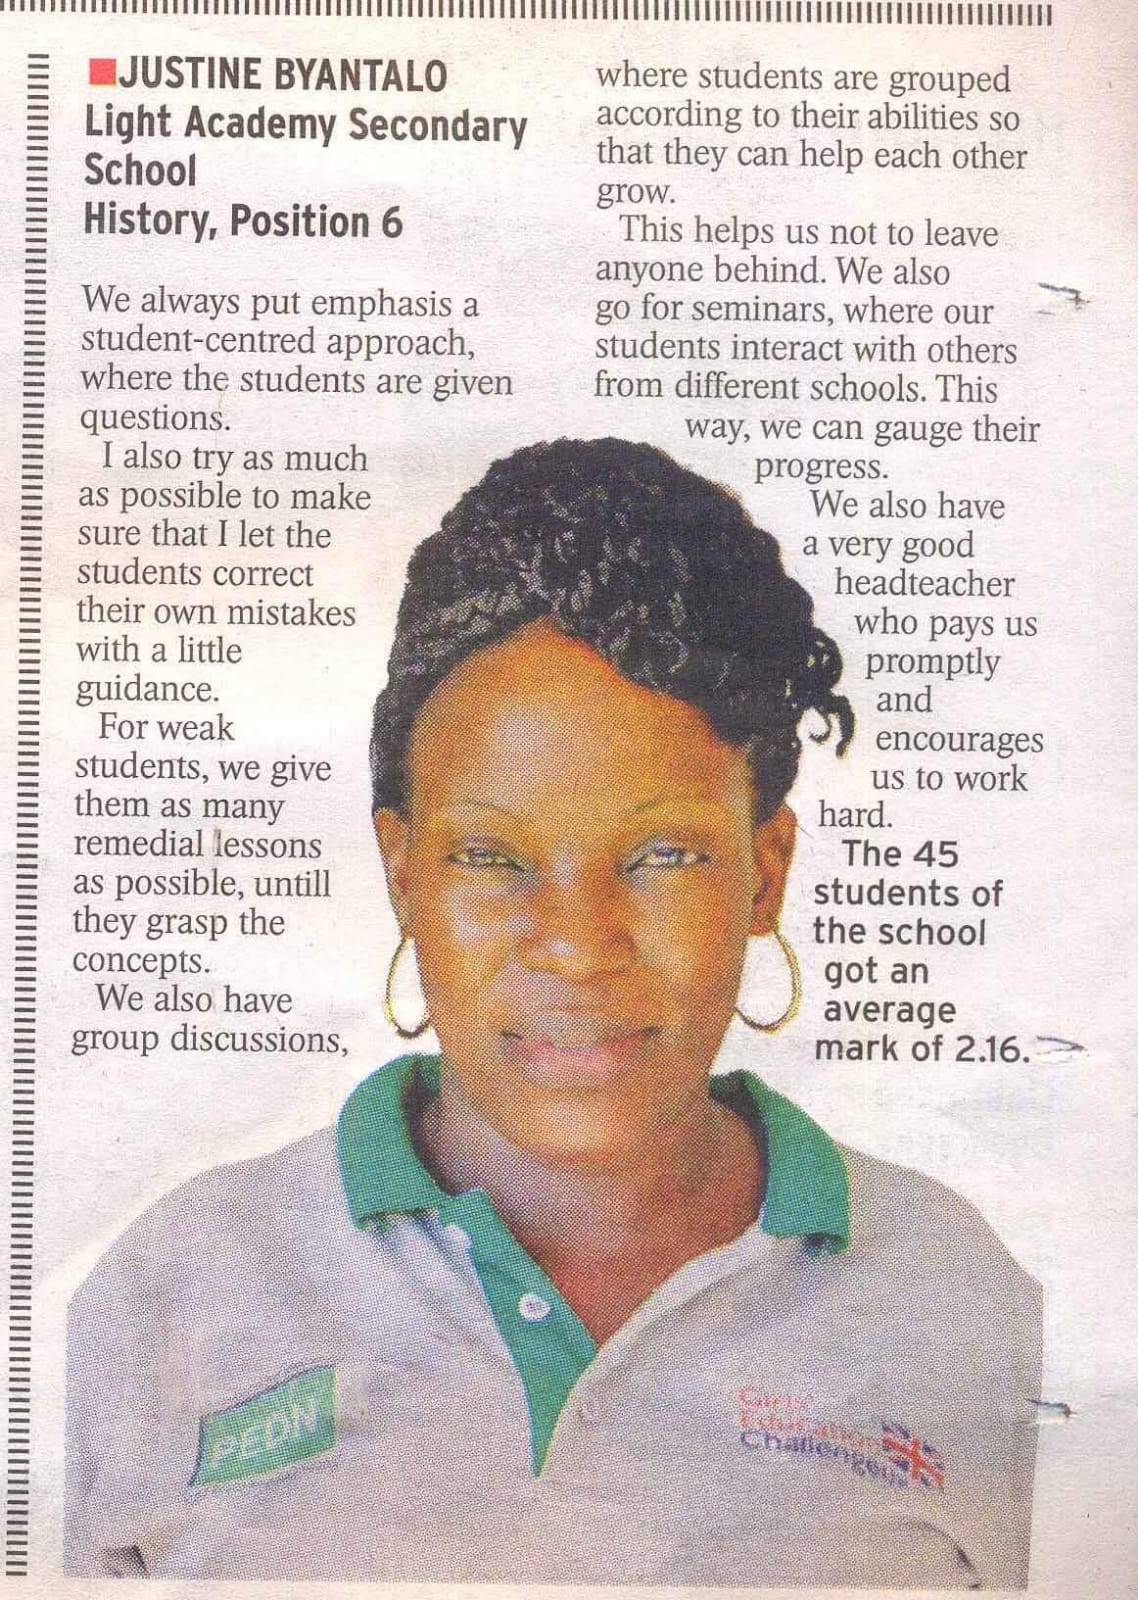 JUSTINE BYANTALO
Light Academy Secondary
School
History, Position 6
We always put emphasis a
student-centred approach,
where the students are given
questions.
I also try as much
as possible to make
sure that I let the
students correct
their own mistakes
with a little
guidance.
For weak
students, we give
them as many
remedial lessons
as possible, untill
they grasp the
concepts.
We also have
group discussions,
where students are grouped
according to their abilities so
that they can help each other
grow.
This helps us not to leave
anyone behind. We also
go for seminars, where our
students interact with others
from different schools. This
way, we can gauge their
progress.
We also have
a very good
headteacher
who pays us
promptly
and
encourages
us to work
hard.
The 45
students of
the school
got an
average
mark of 2.16.
PEON
Girls'
Education
Challenge